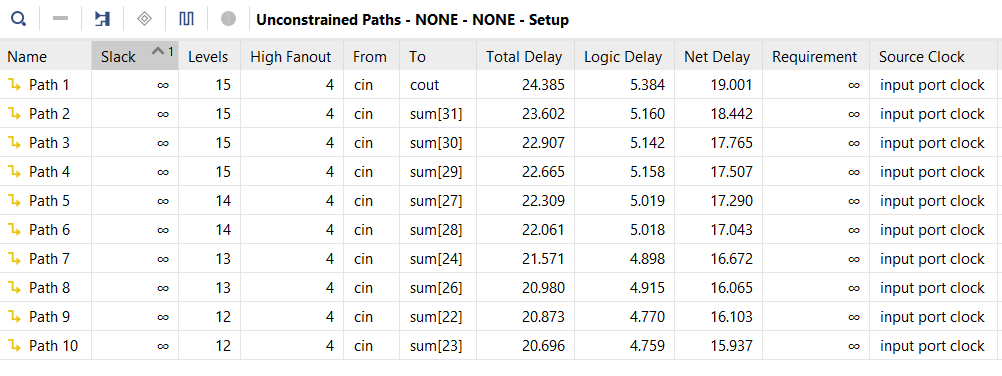 Unconstrained Paths - NONE - NONE - Setup
Name Slack 1 Levels High Fanout From To Total Delay Logic Delay Net Delay Requirement Source Clock
Path 1 ∞ 15 4 cin cout 24.385 5.384 19.001 ∞ input port clock
Path 2 ∞ 15 4 cin sum[31] 23.602 5.160 18.442 ∞ input port clock
Path 3 ∞ 15 4 cin sum[30] 22.907 5.142 17.765 ∞ input port clock
Path 4 ∞ 15 4 cin sum[29] 22.665 5.158 17.507 ∞ input port clock
Path 5 ∞ 14 4 cin sum[27] 22.309 5.019 17.290 ∞ input port clock
Path 6 ∞ 14 4 cin sum[28] 22.061 5.018 17.043 ∞ input port clock
Path 7 ∞ 13 4 cin sum[24] 21.571 4.898 16.672 ∞ input port clock
Path 8 ∞ 13 4 cin sum[26] 20.980 4.915 16.065 ∞ input port clock
Path 9 ∞ 12 4 cin sum[22] 20.873 4.770 16.103 ∞ input port clock
Path 10 ∞ 12 4 cin sum[23] 20.696 4.759 15.937 ∞ input port clock